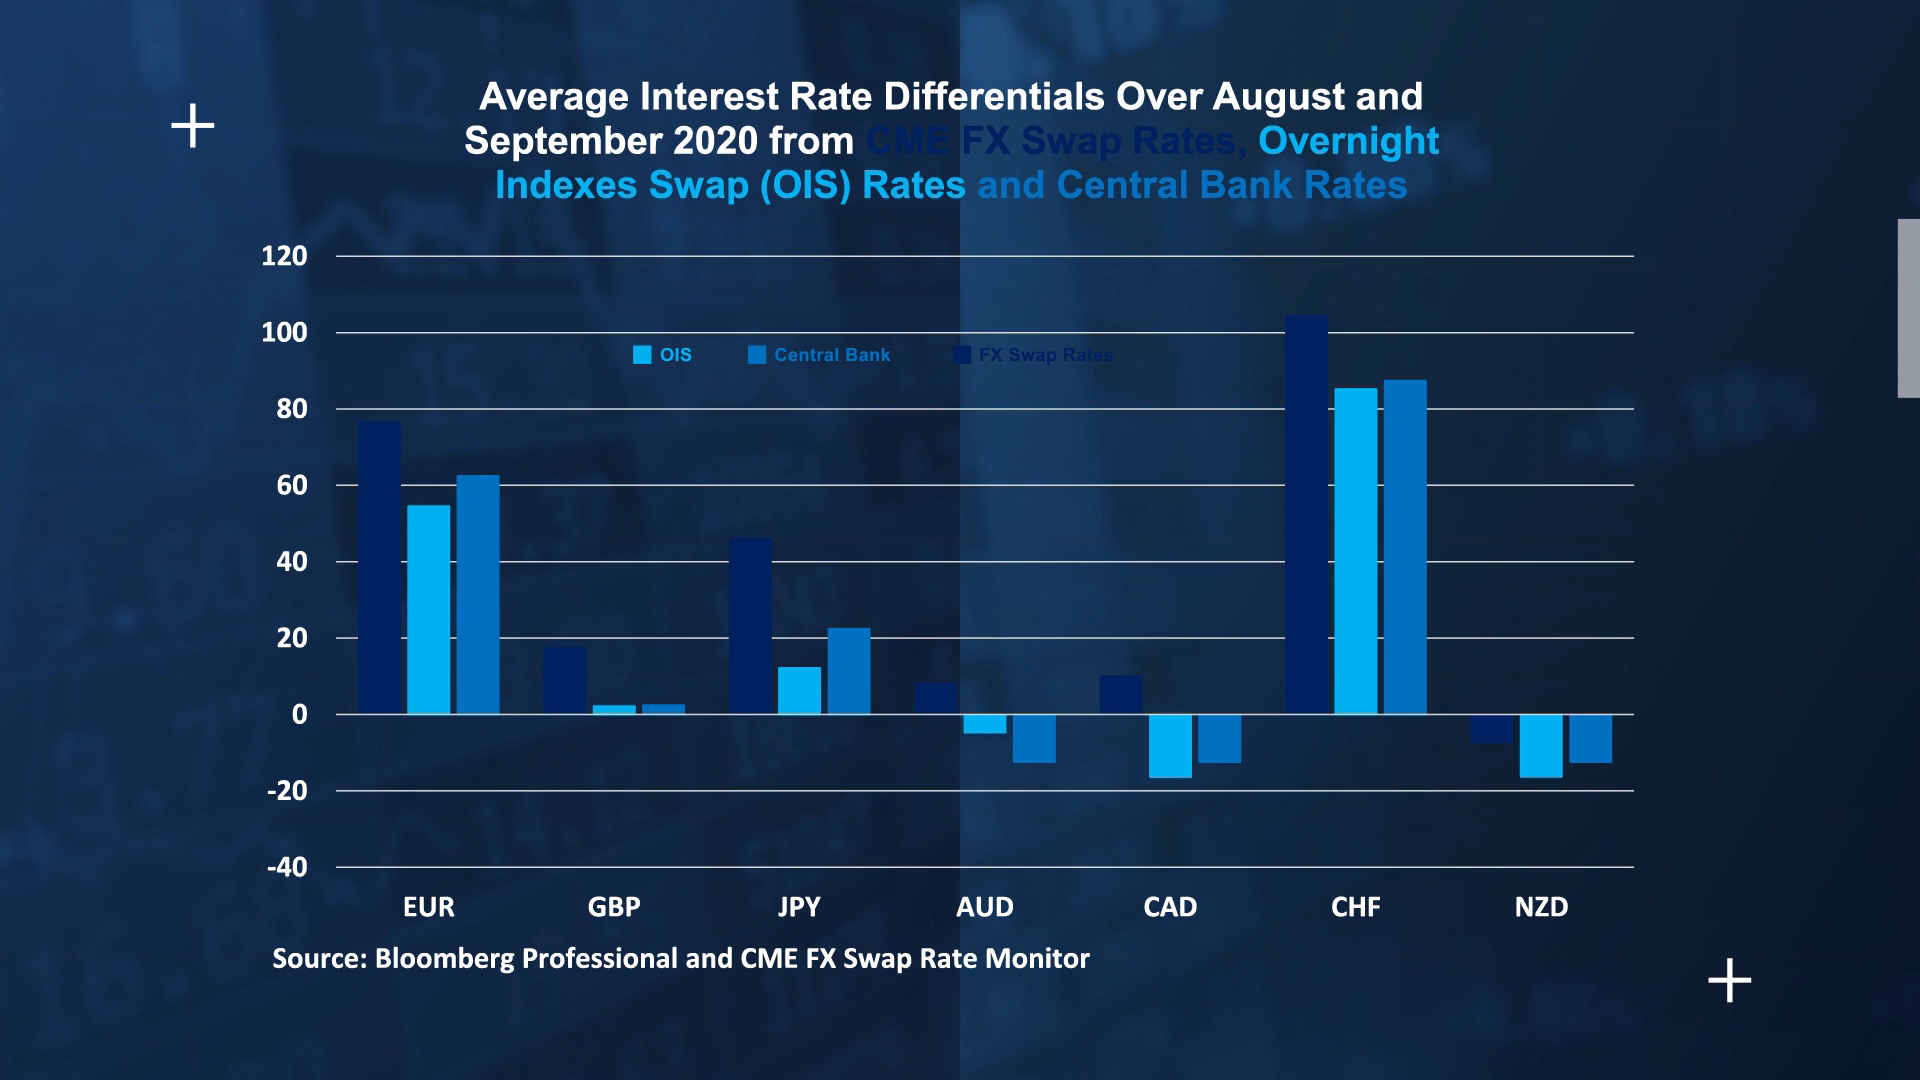 Average Interest Rate Differentials Over August and
September 2020 from CME FX Swap Rates, Overnight
Indexes Swap (OIS) Rates and Central Bank Rates
120
100
OIS Central Bank FX Swap Rates
80
60
40
20
0
-20
-40
EUR GBP JPY AUD CAD CHF NZD
Source: Bloomberg Professional and CME FX Swap Rate Monitor